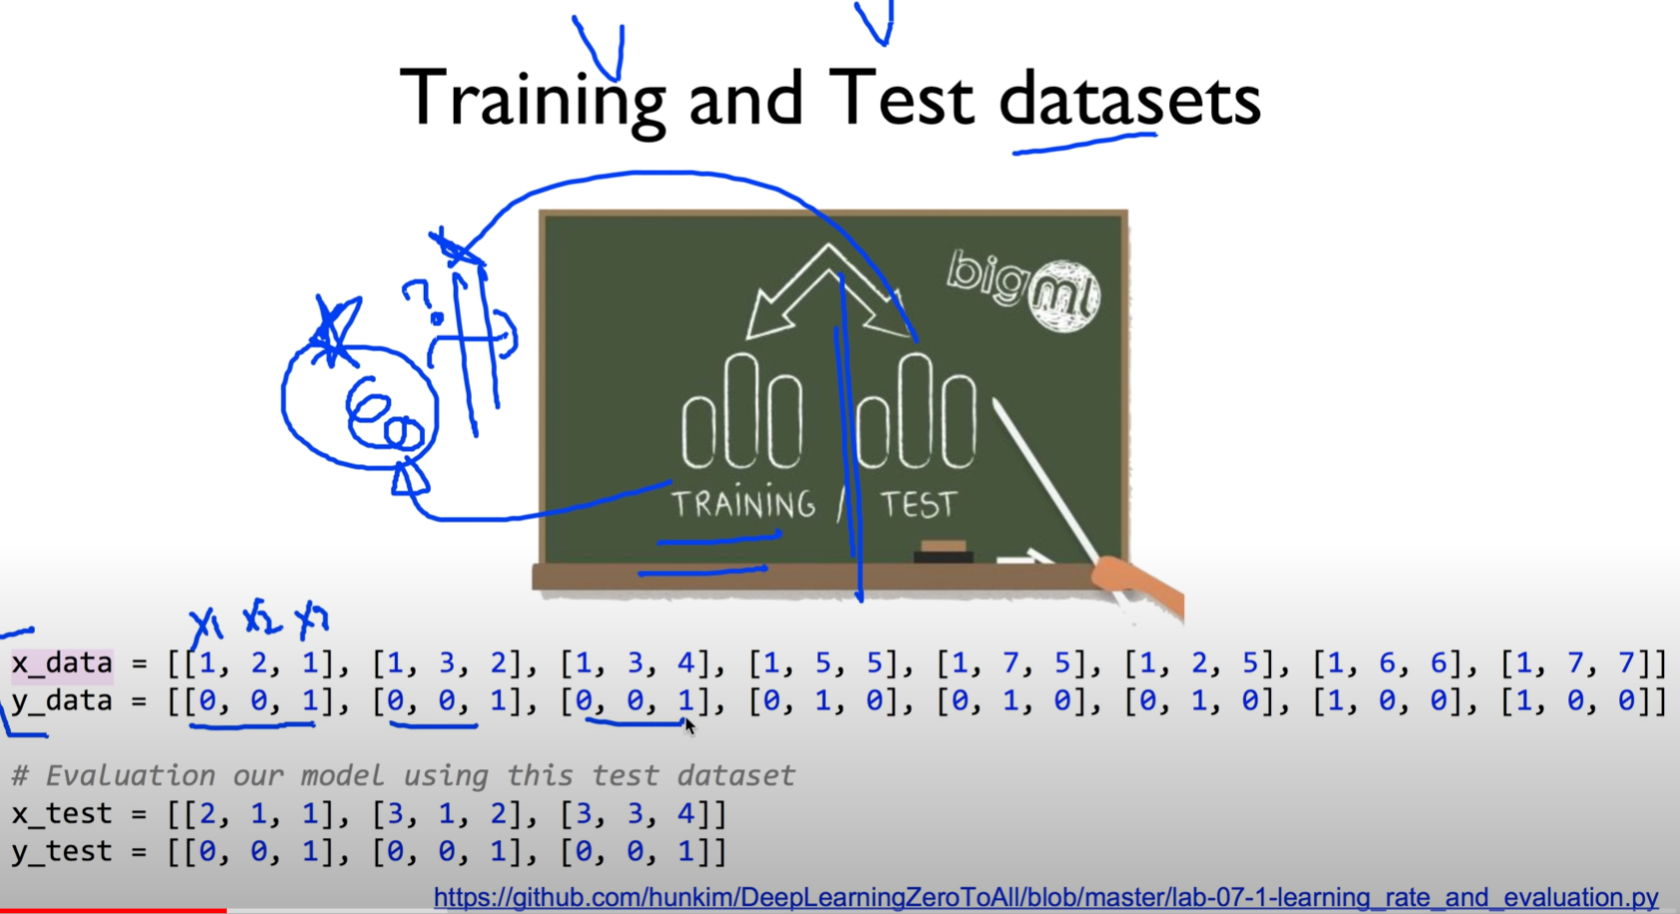 Training and Test datasets
bigml
?
TRAINING / TEST
x1 x2 x3
x_data = [[1, 2, 1], [1, 3, 2], [1, 3, 4], [1, 5, 5], [1, 7, 5], [1, 2, 5], [1, 6, 6], [1, 7, 7]]
y_data = [[0, 0, 1], [0, 0, 1], [0, 0, 1], [0, 1, 0], [0, 1, 0], [0, 1, 0], [1, 0, 0], [1, 0, 0]]
# Evaluation our model using this test dataset
x_test = [[2, 1, 1], [3, 1, 2], [3, 3, 4]]
y_test = [[0, 0, 1], [0, 0, 1], [0, 0, 1]]
https://github.com/hunkim/DeepLearningZeroToAll/blob/master/lab-07-1-learning_rate_and_evaluation.py